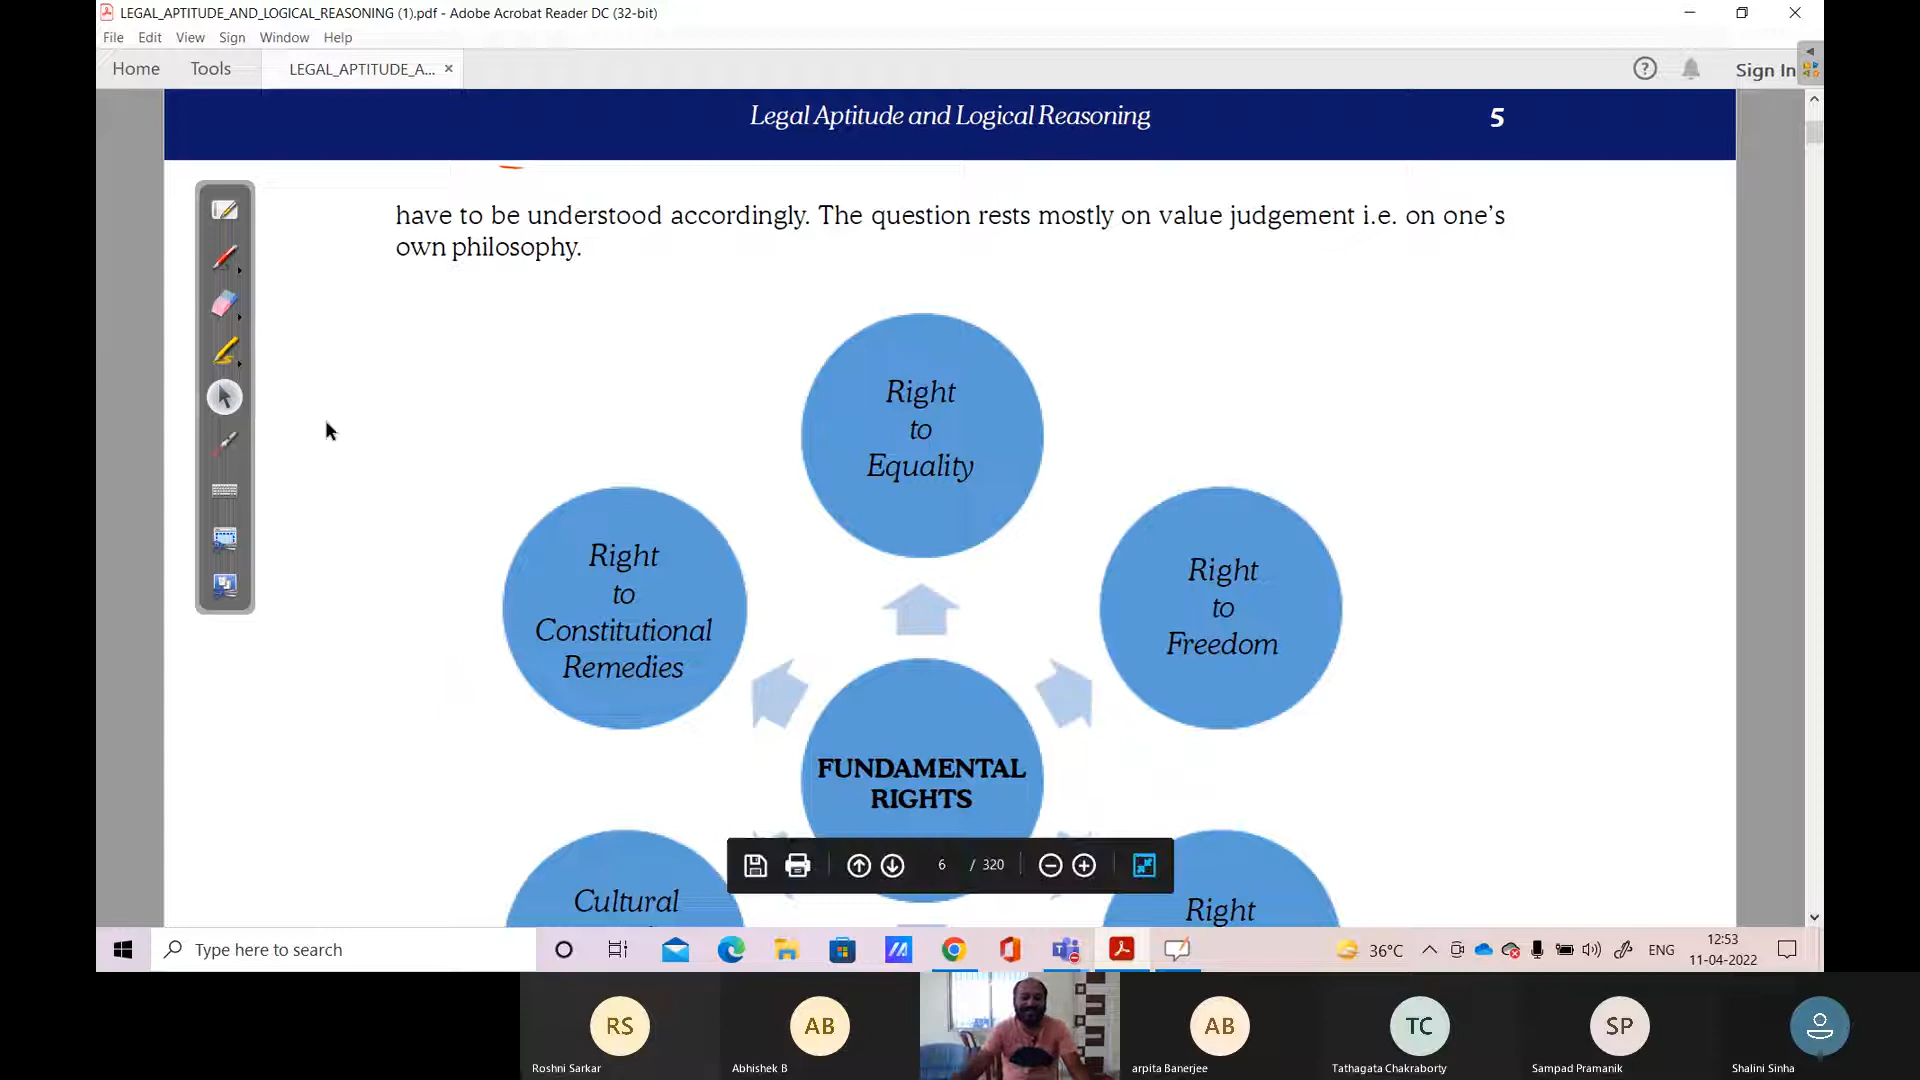 LEGAL_APTITUDE_AND_LOGICAL_REASONING (1).pdf - Adobe Acrobat Reader DC (32-bit)
File Edit View Sign Window Help
Home Tools LEGAL_APTITUDE_A... × Sign In
Legal Aptitude and Logical Reasoning 5
have to be understood accordingly. The question rests mostly on value judgement i.e. on one's
own philosophy.
Right
to
Equality
Right
to
Constitutional
Remedies
Right
to
Freedom
FUNDAMENTAL
RIGHTS
Cultural
Right
6 / 320
Type here to search
36°C
ENG
12:53
11-04-2022
RS
AB
AB
TC
SP
Roshni Sarkar
Abhishek B
arpita Banerjee
Tathagata Chakraborty
Sampad Pramanik
Shalini Sinha